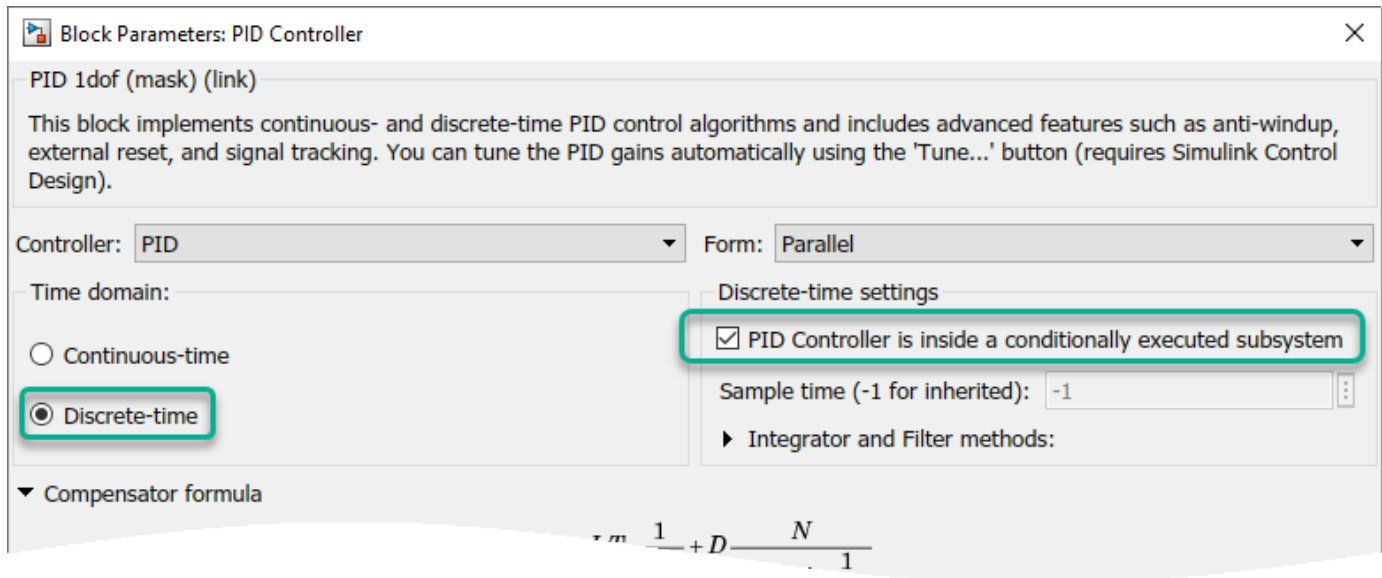 Block Parameters: PID Controller
PID 1dof (mask) (link)
This block implements continuous- and discrete-time PID control algorithms and includes advanced features such as anti-windup,
external reset, and signal tracking. You can tune the PID gains automatically using the 'Tune...' button (requires Simulink Control
Design).
Controller: PID
Form: Parallel
Time domain:
Continuous-time
Discrete-time
Discrete-time settings
PID Controller is inside a conditionally executed subsystem
Sample time (-1 for inherited): -1
Integrator and Filter methods:
Compensator formula
1
+ D
N
1